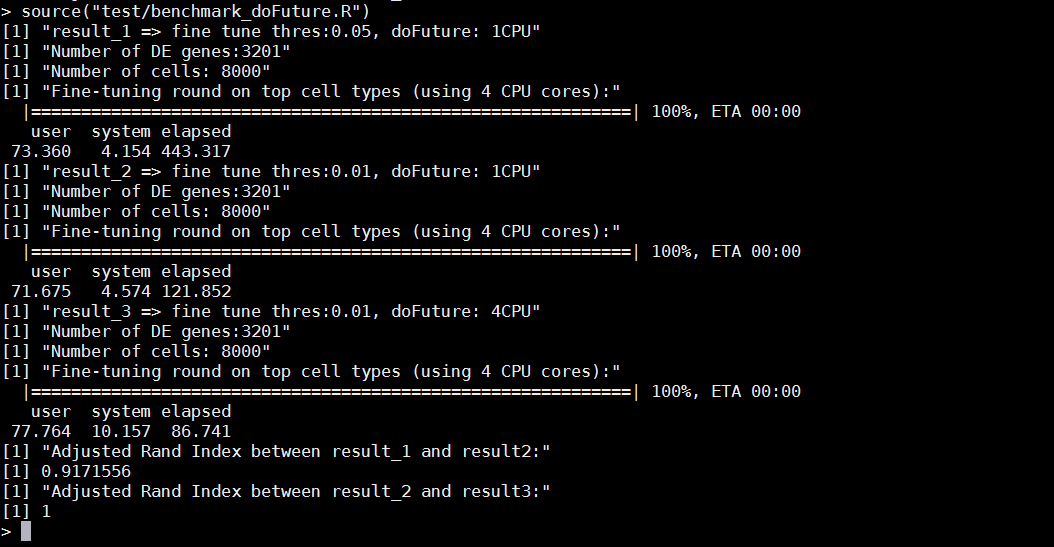 > source("test/benchmark_doFuture.R")
[1] "result_1 => fine tune thres:0.05, doFuture: 1CPU"
[1] "Number of DE genes:3201"
[1] "Number of cells: 8000"
[1] "Fine-tuning round on top cell types (using 4 CPU cores):"
|============================================================| 100%, ETA 00:00
user system elapsed
73.360 4.154 443.317
[1] "result_2 => fine tune thres:0.01, doFuture: 1CPU"
[1] "Number of DE genes:3201"
[1] "Number of cells: 8000"
[1] "Fine-tuning round on top cell types (using 4 CPU cores):"
|============================================================| 100%, ETA 00:00
user system elapsed
71.675 4.574 121.852
[1] "result_3 => fine tune thres:0.01, doFuture: 4CPU"
[1] "Number of DE genes:3201"
[1] "Number of cells: 8000"
[1] "Fine-tuning round on top cell types (using 4 CPU cores):"
|============================================================| 100%, ETA 00:00
user system elapsed
77.764 10.157 86.741
[1] "Adjusted Rand Index between result_1 and result2:"
[1] 0.9171556
[1] "Adjusted Rand Index between result_2 and result3:"
[1] 1
>